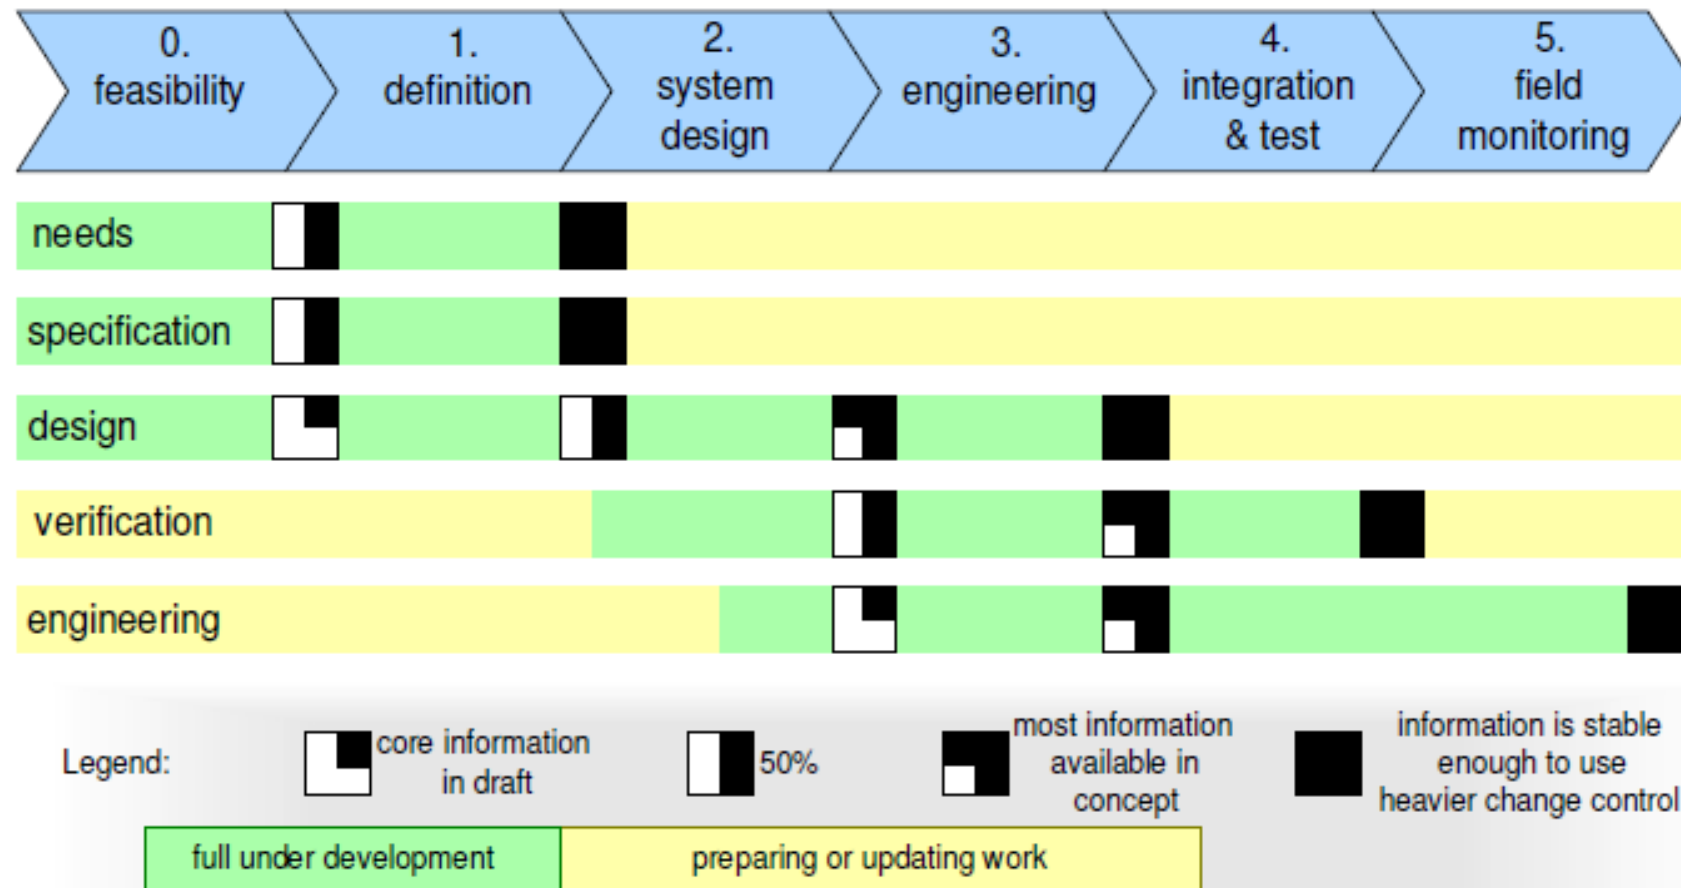 0.
feasibility
1.
definition
2.
system
design
3.
engineering
4.
integration
& test
5.
field
monitoring
needs
specification
design
verification
engineering
Legend:
core information
in draft
50%
most information
available in
concept
information is stable
enough to use
heavier change control
full under development
preparing or updating work